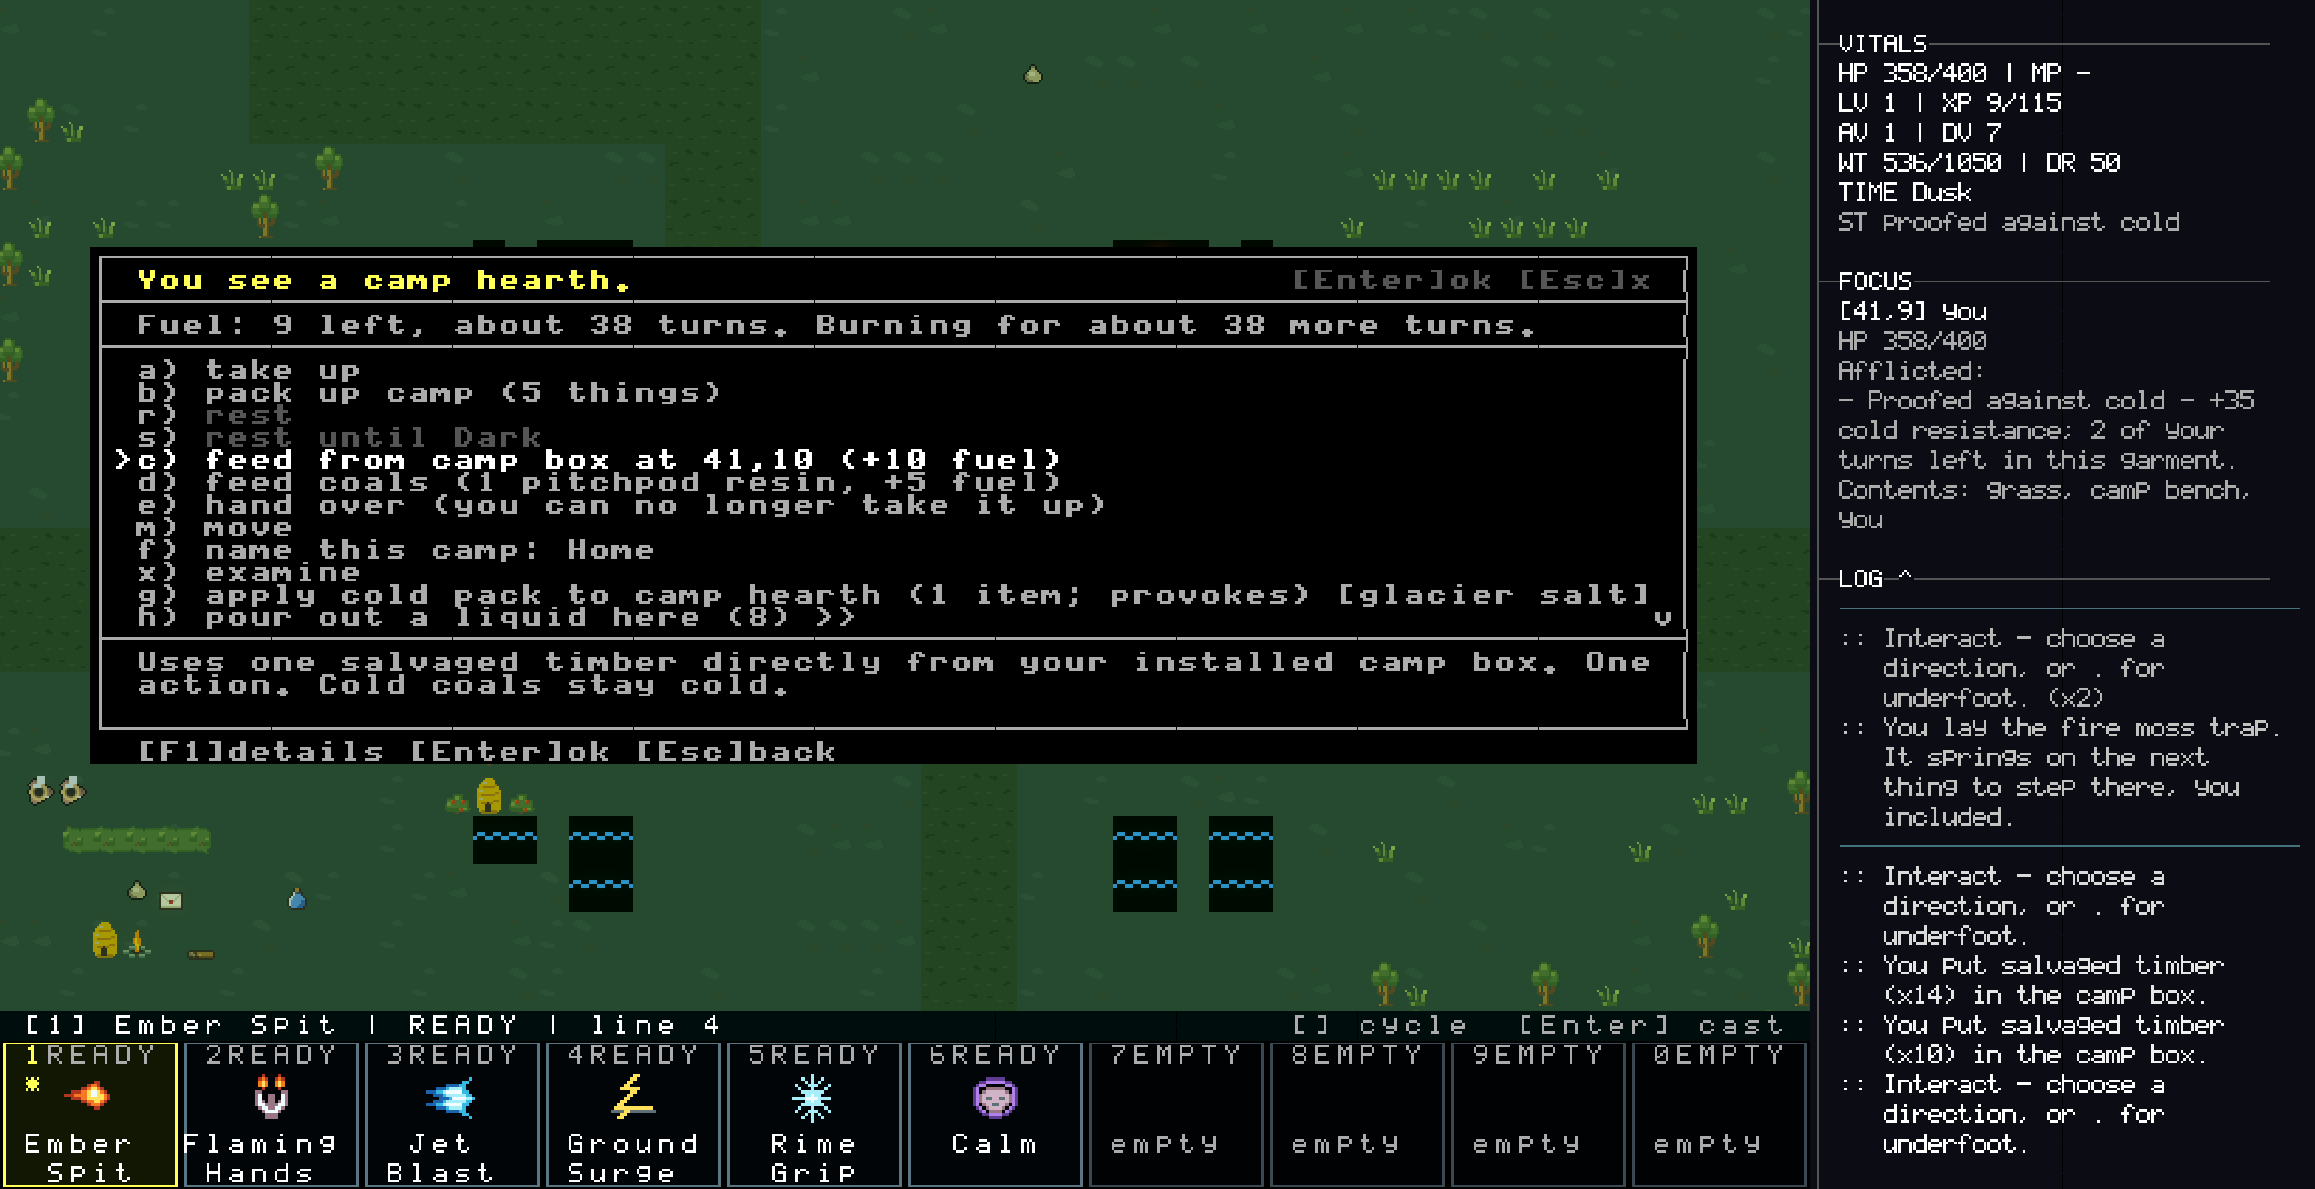 You see a camp hearth. [Enter]ok [Esc]x
Fuel: 9 left, about 38 turns. Burning for about 38 more turns.
a) take up
b) pack up camp (5 things)
r) rest
s) rest until Dark
>c) feed from camp box at 41,10 (+10 fuel)
d) feed coals (1 pitchpod resin, +5 fuel)
e) hand over (you can no longer take it up)
m) move
f) name this camp: Home
x) examine
g) apply cold pack to camp hearth (1 item; provokes) [glacier salt]
h) pour out a liquid here (8) >> v
Uses one salvaged timber directly from your installed camp box. One
action. Cold coals stay cold.
[F1]details [Enter]ok [Esc]back
[1] Ember Spit | READY | line 4 [] cycle [Enter] cast
1READY 2READY 3READY 4READY 5READY 6READY 7EMPTY 8EMPTY 9EMPTY 0EMPTY
Ember Flaming Jet Ground Rime Calm empty empty empty empty
Spit Hands Blast Surge Grip
VITALS
HP 358/400 | MP -
LV 1 | XP 9/115
AV 1 | DV 7
WT 536/1050 | DR 50
TIME Dusk
ST Proofed against cold
FOCUS
[41,9] You
HP 358/400
Afflicted:
- Proofed against cold - +35
cold resistance; 2 of your
turns left in this garment.
Contents: grass, camp bench,
you
LOG ^
:: Interact - choose a
direction, or . for
underfoot. (x2)
:: You lay the fire moss trap.
It springs on the next
thing to step there, you
included.
:: Interact - choose a
direction, or . for
underfoot.
:: You put salvaged timber
(x14) in the camp box.
:: You put salvaged timber
(x10) in the camp box.
:: Interact - choose a
direction, or . for
underfoot.